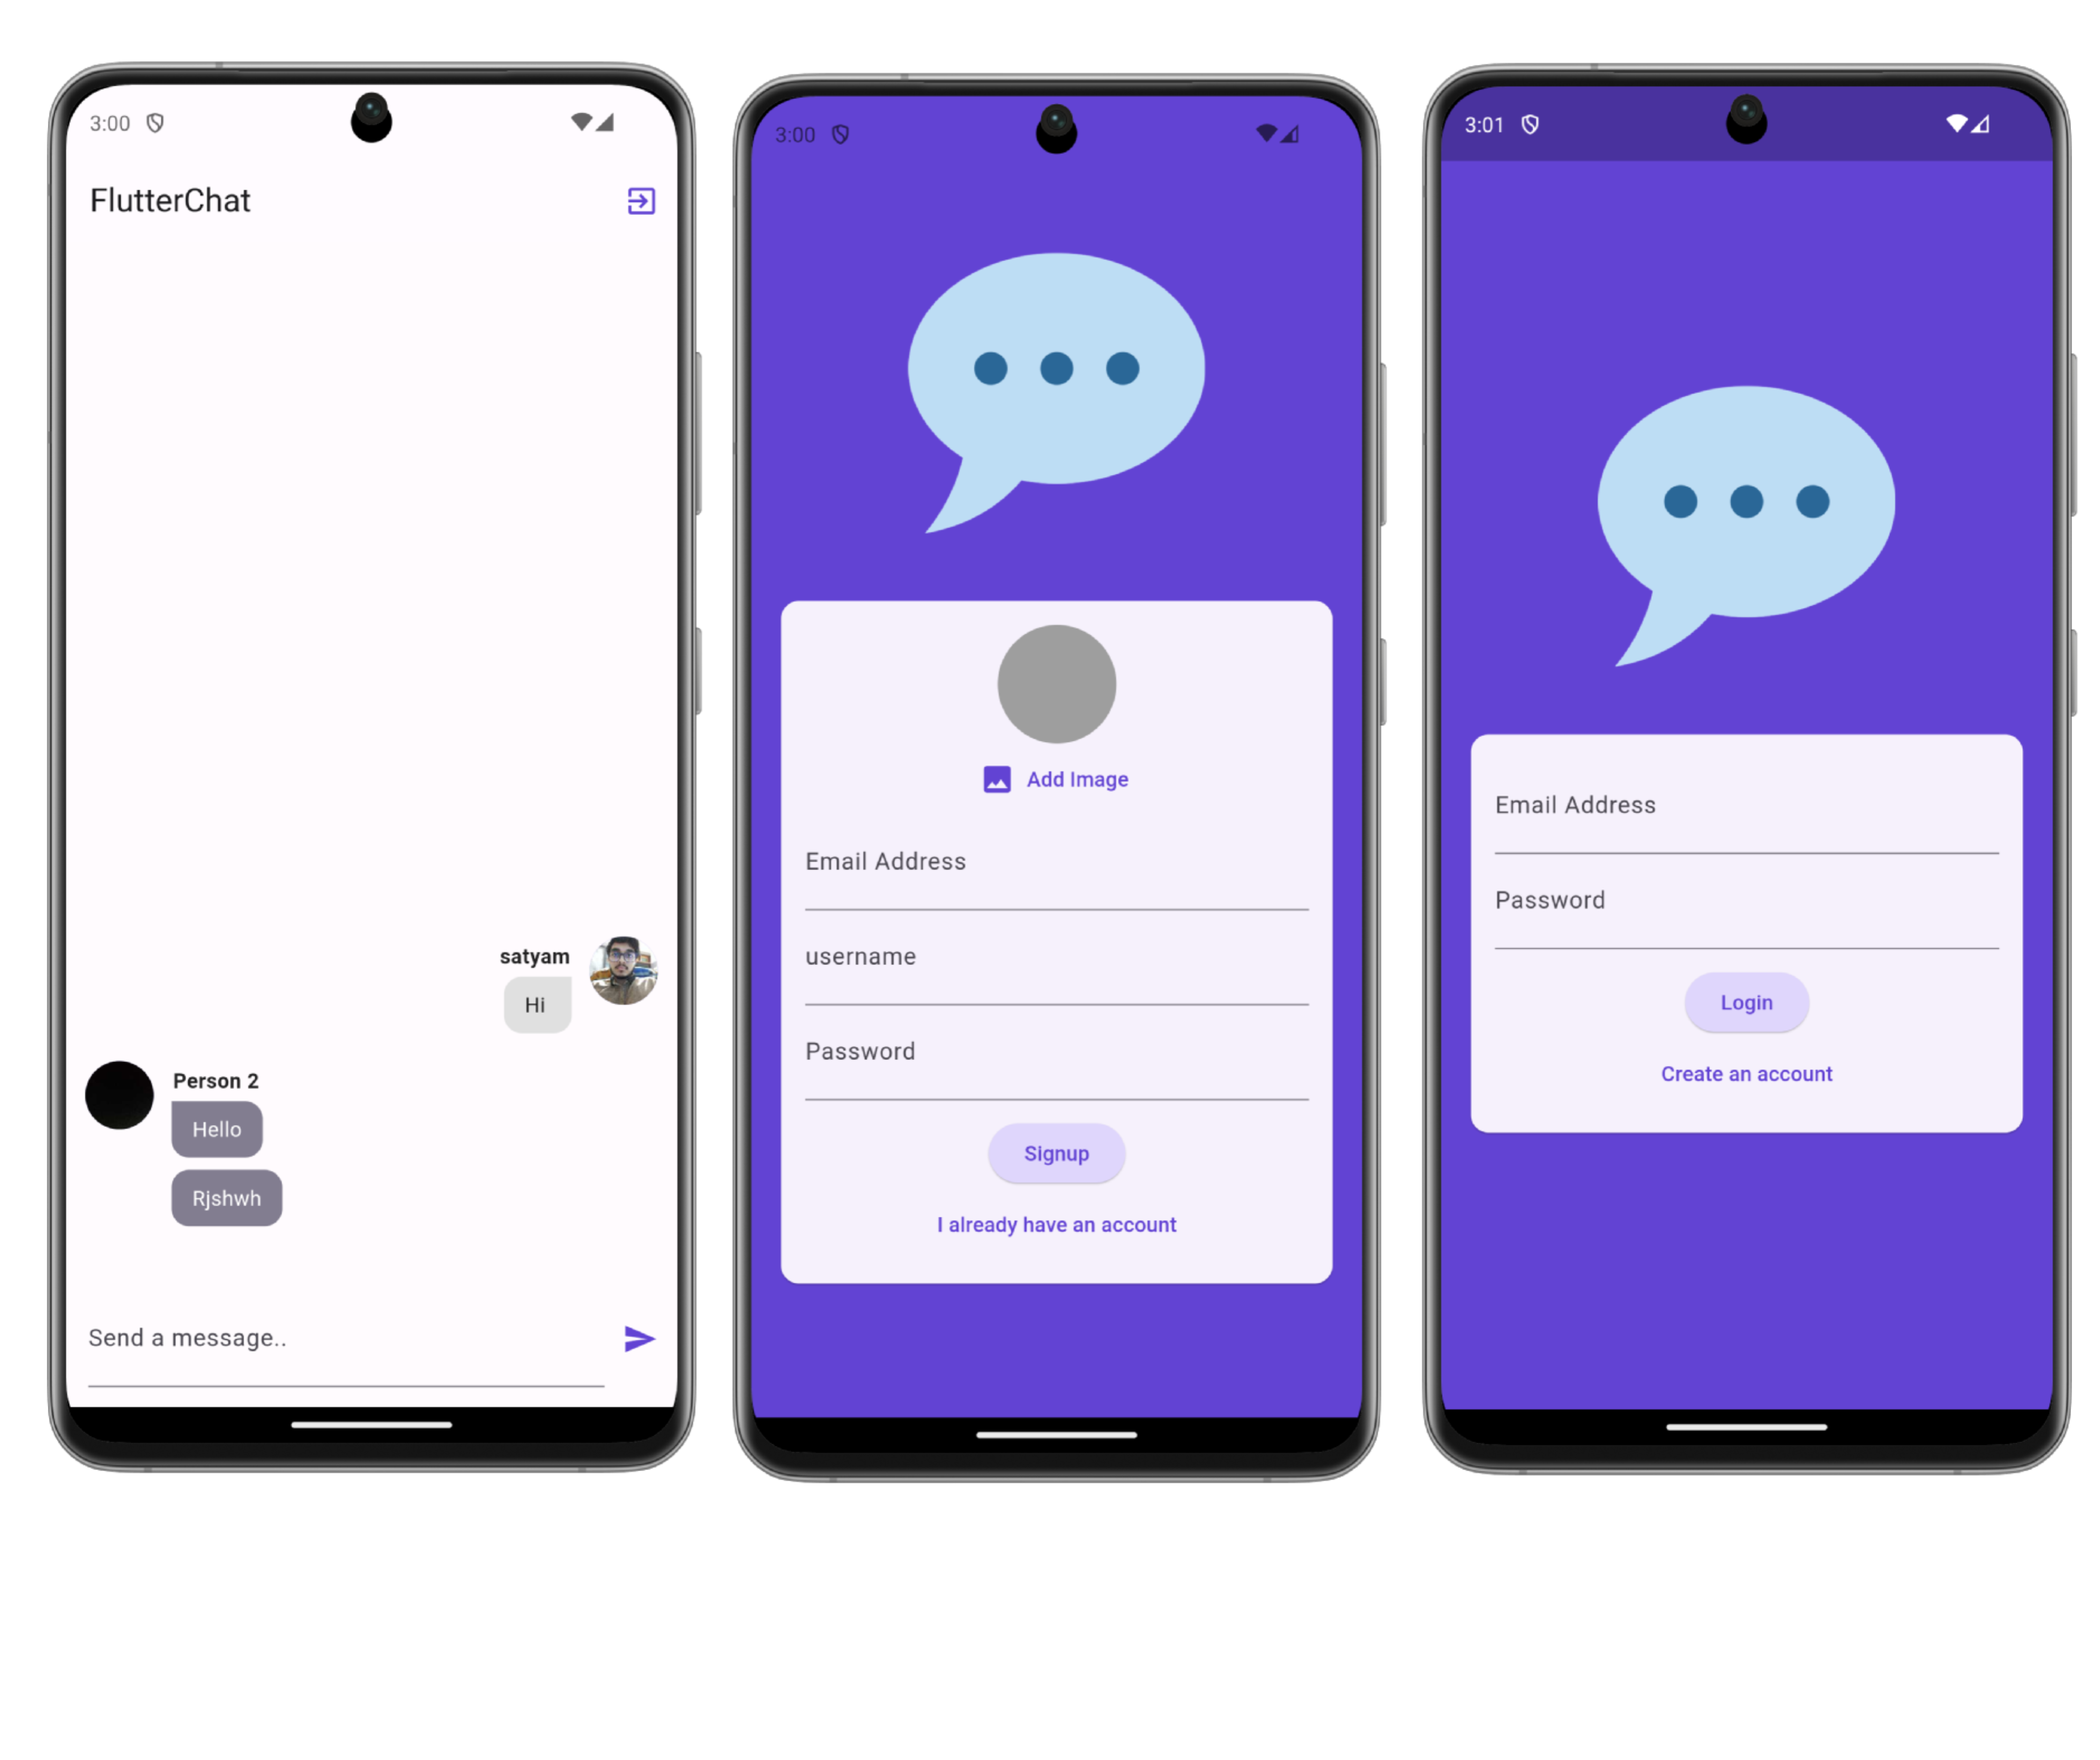 3:00
FlutterChat
satyam
Hi
Person 2
Hello
Rjshwh
Send a message..
3:00
Add Image
Email Address
username
Password
Signup
I already have an account
3:01
Email Address
Password
Login
Create an account